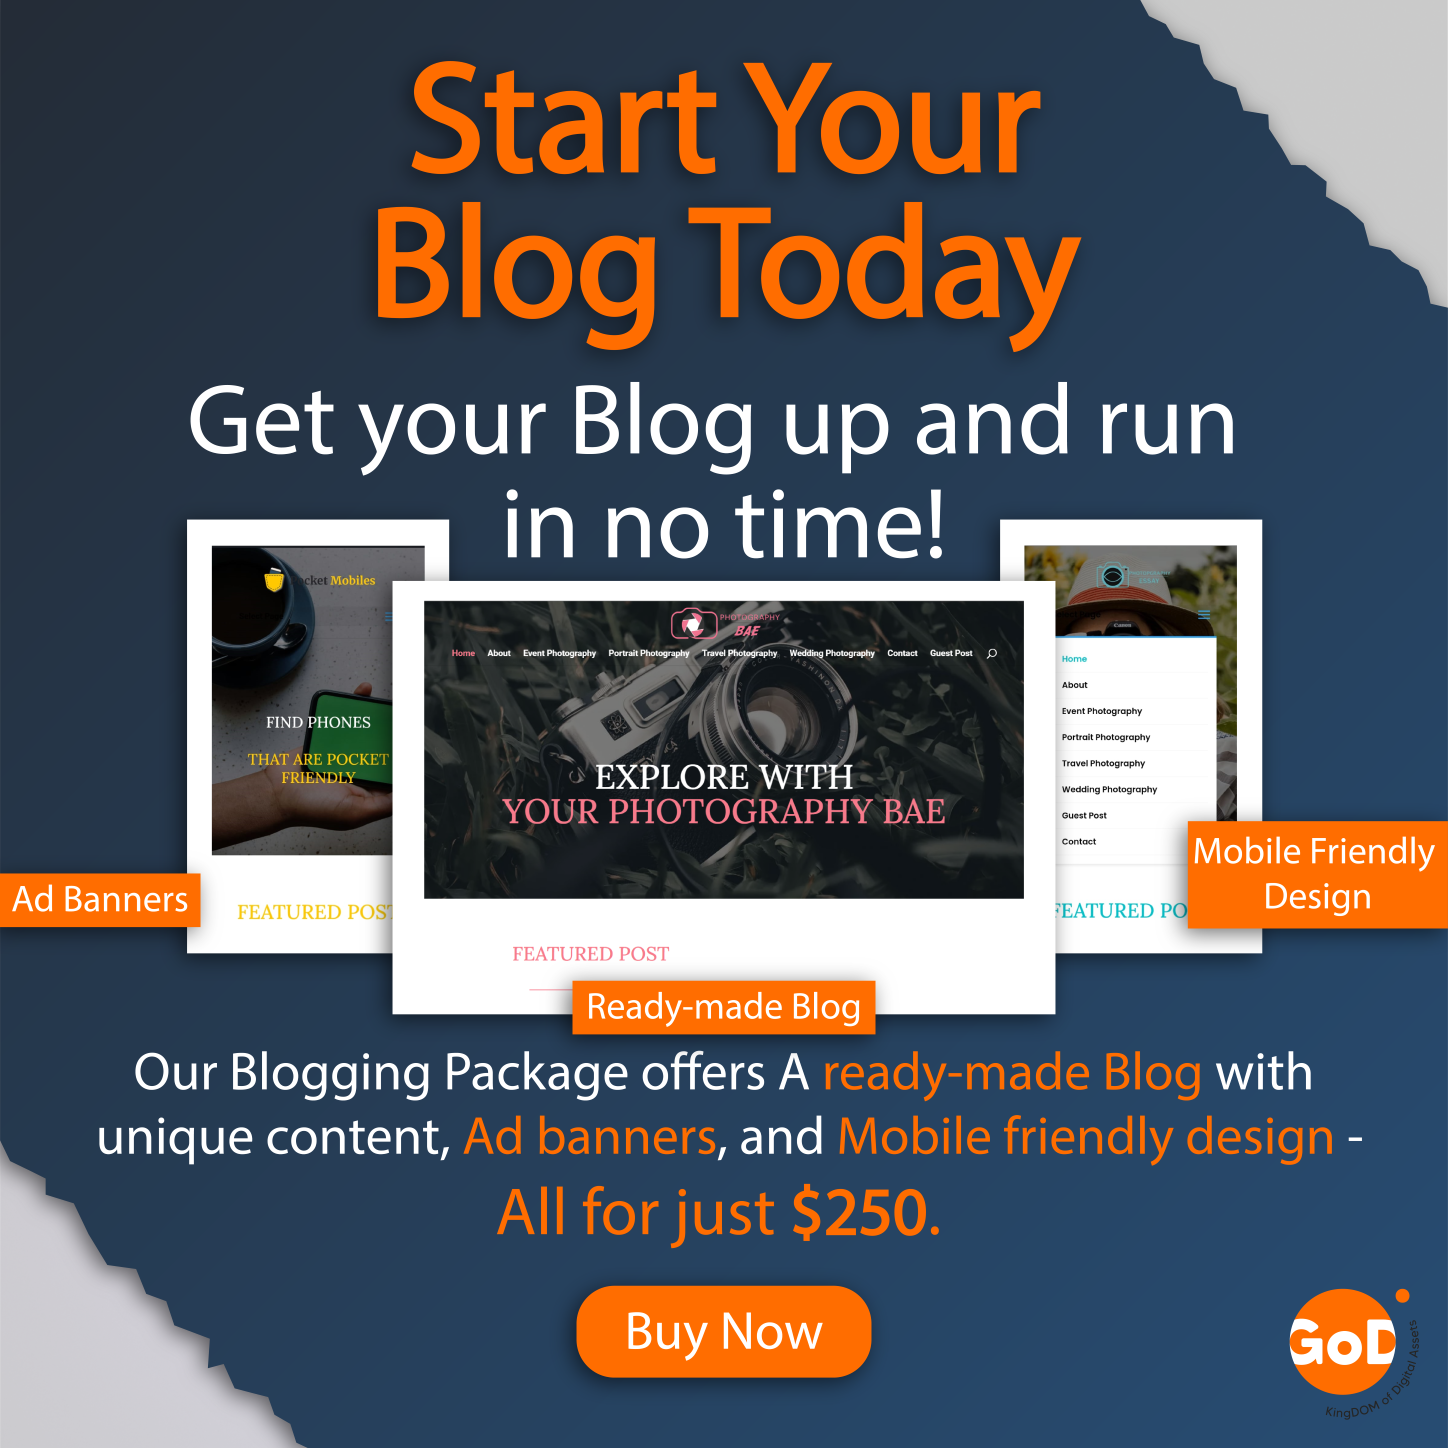 Start Your
Blog Today
Get your Blog up and run
in no time!
Pocket Mobiles
FIND PHONES
THAT ARE POCKET
FRIENDLY
FEATURED POST
Ad Banners
PHOTOGRAPHY
BAE
Home About Event Photography Portrait Photography Travel Photography Wedding Photography Contact Guest Post
EXPLORE WITH
YOUR PHOTOGRAPHY BAE
FEATURED POST
Ready-made Blog
PHOTOGRAPHY
ESSAY
Canon
Home
About
Event Photography
Portrait Photography
Travel Photography
Wedding Photography
Guest Post
Contact
FEATURED PO
Mobile Friendly
Design
Our Blogging Package offers A ready-made Blog with
unique content, Ad banners, and Mobile friendly design -
All for just $250.
Buy Now
GoD
KingDOM of Digital Assets